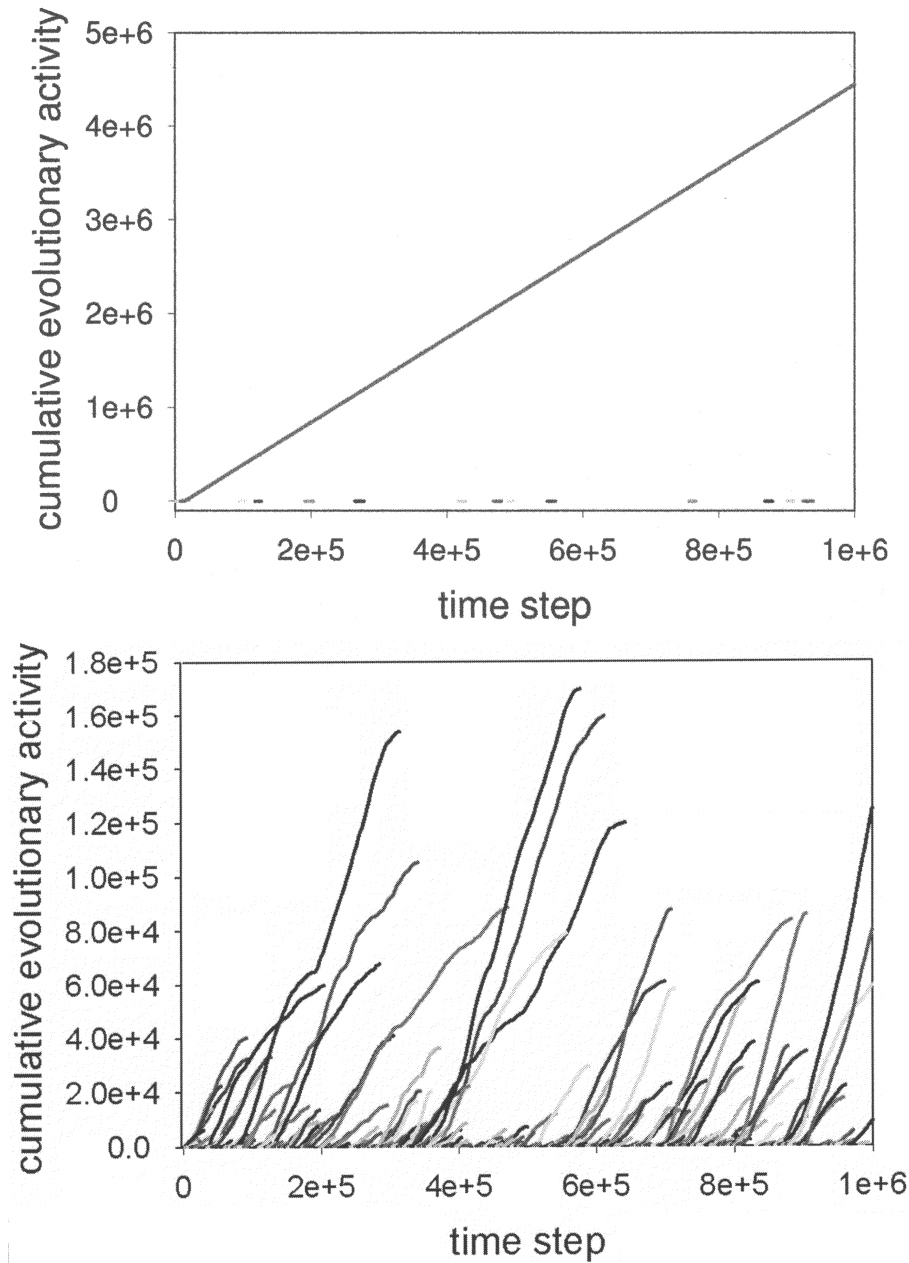 cumulative evolutionary activity
5e+6
4e+6
3e+6
2e+6
1e+6
0
0 2e+5 4e+5 6e+5 8e+5 1e+6
time step
cumulative evolutionary activity
1.8e+5
1.6e+5
1.4e+5
1.2e+5
1.0e+5
8.0e+4
6.0e+4
4.0e+4
2.0e+4
0.0
0 2e+5 4e+5 6e+5 8e+5 1e+6
time step